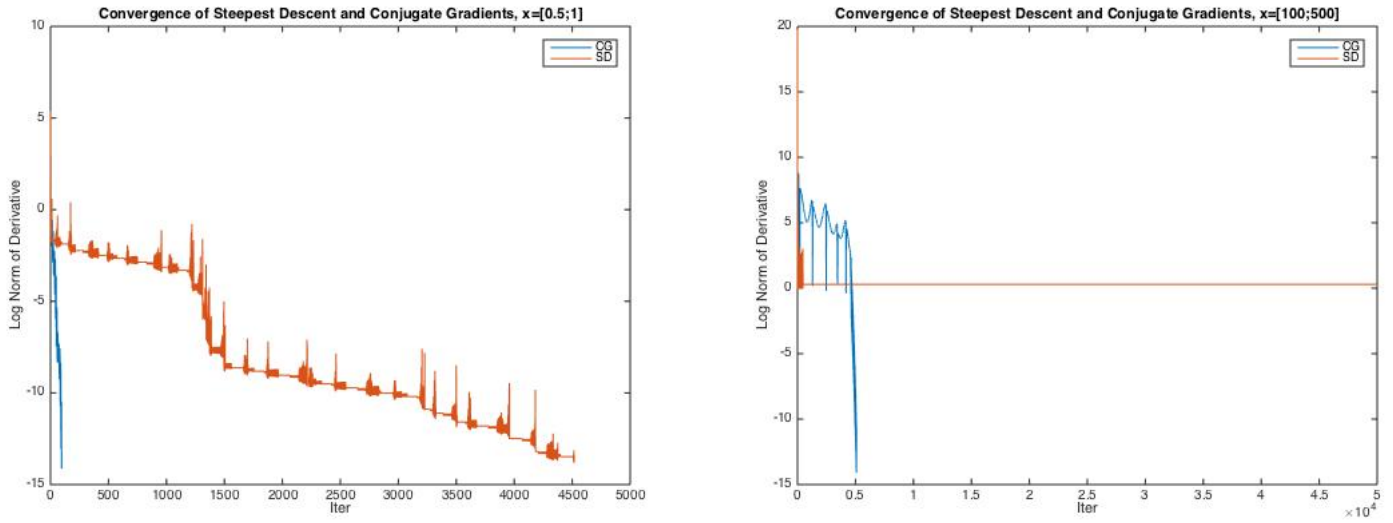 Convergence of Steepest Descent and Conjugate Gradients, x=[0.5;1]
10
5
0
-5
-10
-15
Log Norm of Derivative
CG
SD
0 500 1000 1500 2000 2500 3000 3500 4000 4500 5000
Iter
Convergence of Steepest Descent and Conjugate Gradients, x=[100;500]
20
15
10
5
0
-5
-10
-15
Log Norm of Derivative
CG
SD
0 0.5 1 1.5 2 2.5 3 3.5 4 4.5 5
Iter
×10^4